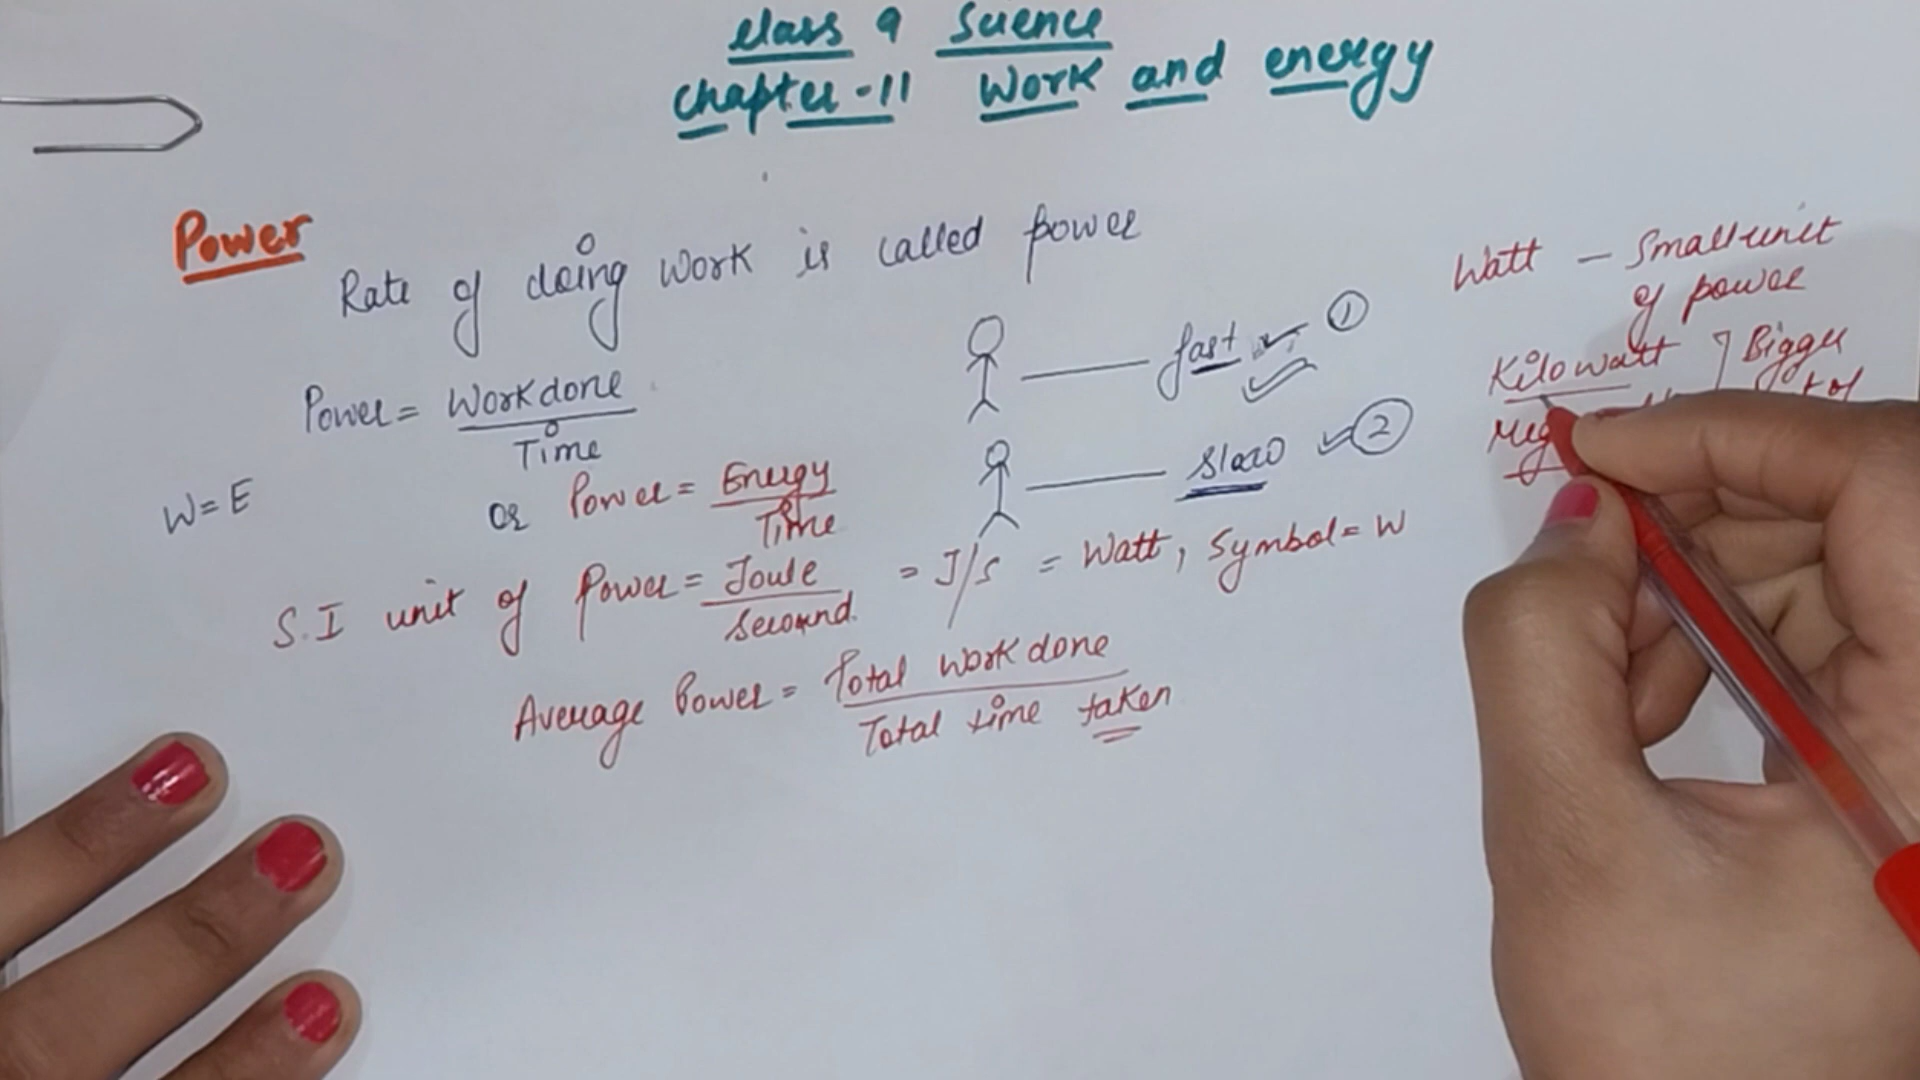 Class 9 Science
Chapter-11 Work and energy
Power
Rate of doing work is called power
Power = Workdone
Time
W=E
or Power = Energy
Time
S.I unit of Power = Joule
Second.
= J/s = Watt, Symbol = W
Average Power = Total work done
Total time taken
fast ①
Slow ②
Watt - Small unit
of power
Kilowatt ] Bigger
of